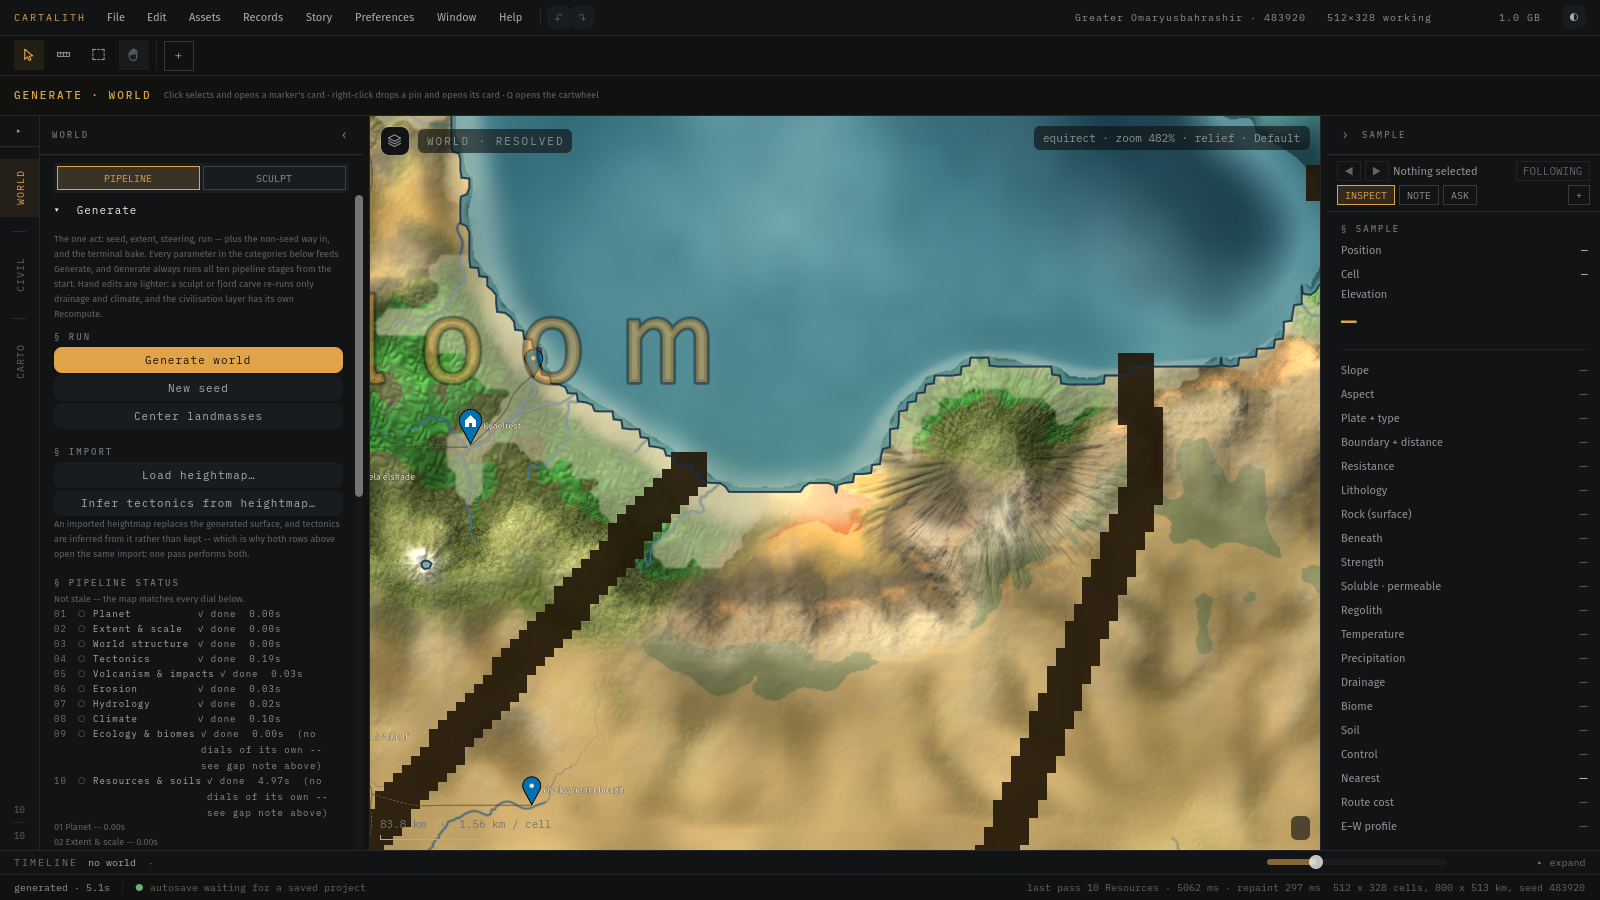 CARTALITH File Edit Assets Records Story Preferences Window Help
Greater Omaryusbahrashir · 483920 512×328 working 1.0 GB
+
GENERATE · WORLD Click selects and opens a marker's card · right-click drops a pin and opens its card · Q opens the cartwheel
WORLD
CIVIL
CARTO
10
10
WORLD
PIPELINE SCULPT
Generate
The one act: seed, extent, steering, run -- plus the non-seed way in,
and the terminal bake. Every parameter in the categories below feeds
Generate, and Generate always runs all ten pipeline stages from the
start. Hand edits are lighter: a sculpt or fjord carve re-runs only
drainage and climate, and the civilisation layer has its own
Recompute.
§ RUN
Generate world
New seed
Center landmasses
§ IMPORT
Load heightmap…
Infer tectonics from heightmap…
An imported heightmap replaces the generated surface, and tectonics
are inferred from it rather than kept -- which is why both rows above
open the same import: one pass performs both.
§ PIPELINE STATUS
Not stale -- the map matches every dial below.
01 ○ Planet √ done 0.00s
02 ○ Extent & scale √ done 0.00s
03 ○ World structure √ done 0.00s
04 ○ Tectonics √ done 0.19s
05 ○ Volcanism & impacts √ done 0.03s
06 ○ Erosion √ done 0.03s
07 ○ Hydrology √ done 0.02s
08 ○ Climate √ done 0.10s
09 ○ Ecology & biomes √ done 0.00s (no
dials of its own --
see gap note above)
10 ○ Resources & soils √ done 4.97s (no
dials of its own --
see gap note above)
01 Planet -- 0.00s
02 Extent & scale -- 0.00s
WORLD · RESOLVED
equirect · zoom 482% · relief · Default
loom
83.8 km · 1.56 km / cell
SAMPLE
Nothing selected FOLLOWING
INSPECT NOTE ASK +
§ SAMPLE
Position —
Cell —
Elevation
—
Slope —
Aspect —
Plate + type —
Boundary + distance —
Resistance —
Lithology —
Rock (surface) —
Beneath —
Strength —
Soluble · permeable —
Regolith —
Temperature —
Precipitation —
Drainage —
Biome —
Soil —
Control —
Nearest —
Route cost —
E–W profile —
TIMELINE no world · expand
generated · 5.1s autosave waiting for a saved project
last pass 10 Resources · 5062 ms · repaint 297 ms 512 x 328 cells, 800 x 513 km, seed 483920